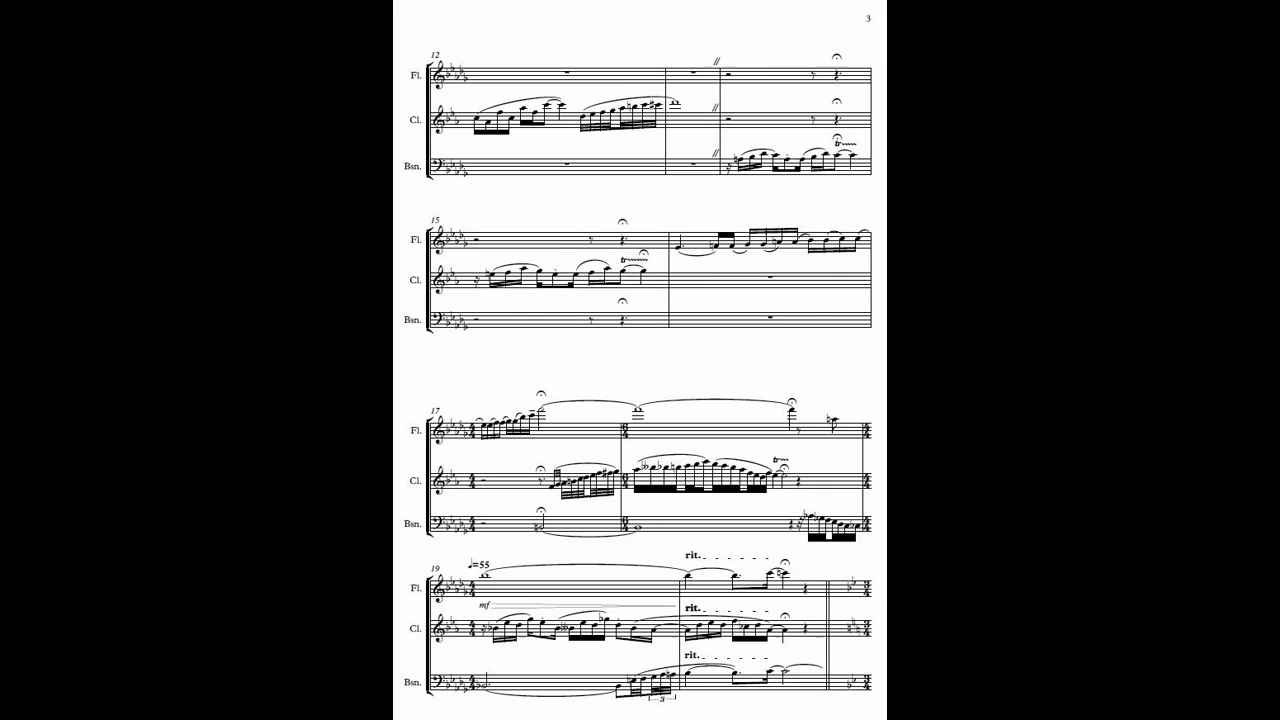 3
12
Fl.
Cl.
Bsn.
15
Fl.
Cl.
Bsn.
17
Fl.
Cl.
Bsn.
19
♩=55
rit.
Fl.
mf
rit.
Cl.
rit.
Bsn.
3